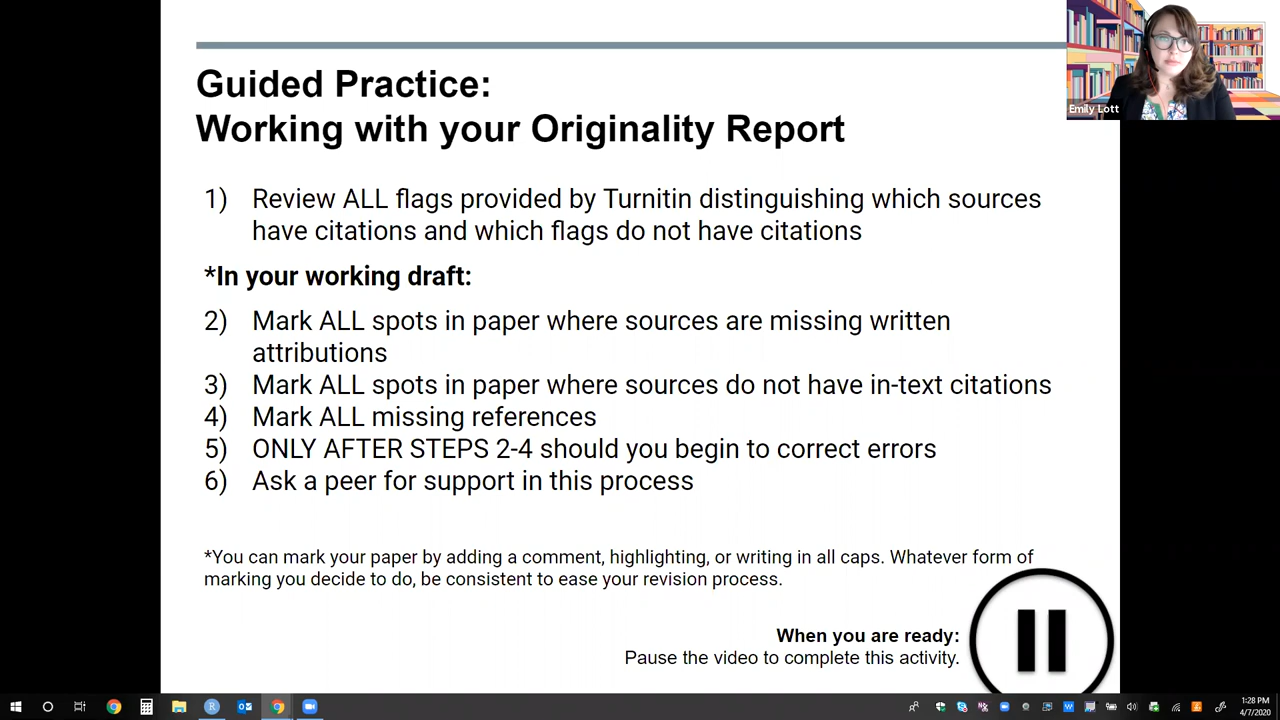 Guided Practice:
Working with your Originality Report
1) Review ALL flags provided by Turnitin distinguishing which sources
have citations and which flags do not have citations
*In your working draft:
2) Mark ALL spots in paper where sources are missing written
attributions
3) Mark ALL spots in paper where sources do not have in-text citations
4) Mark ALL missing references
5) ONLY AFTER STEPS 2-4 should you begin to correct errors
6) Ask a peer for support in this process
*You can mark your paper by adding a comment, highlighting, or writing in all caps. Whatever form of
marking you decide to do, be consistent to ease your revision process.
When you are ready:
Pause the video to complete this activity.
Emily Lott
1:28 PM
4/7/2020